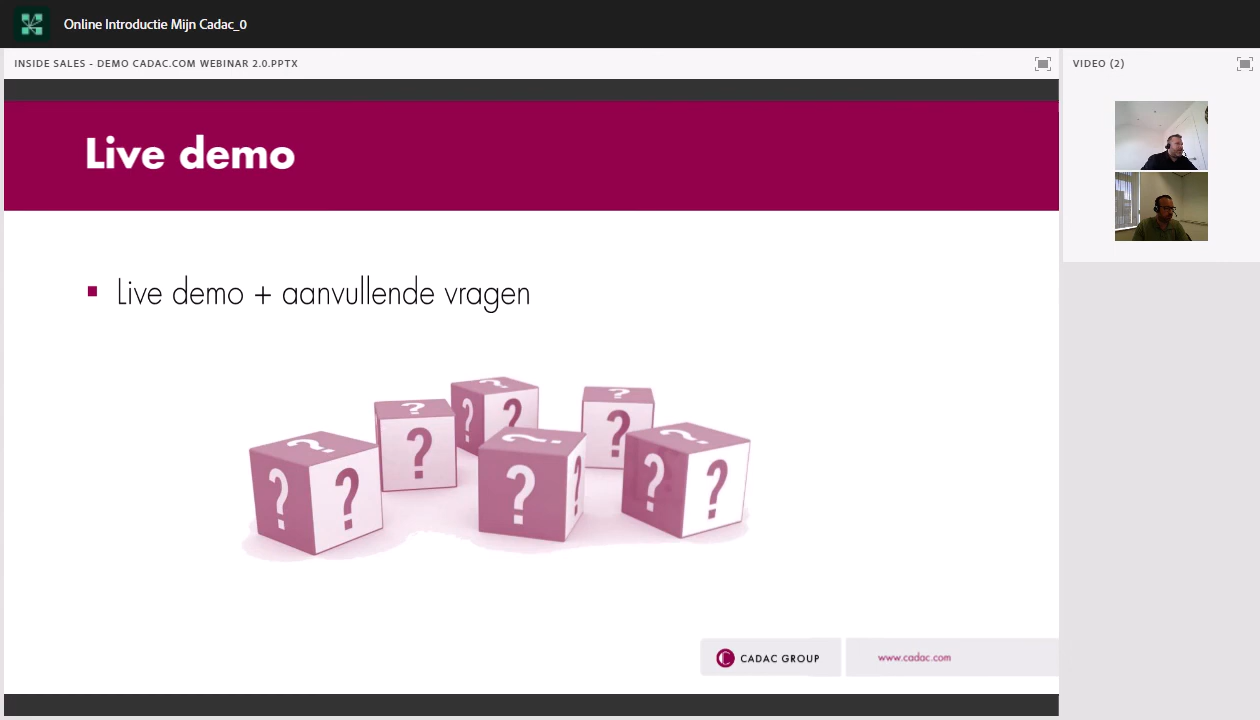 Online Introductie Mijn Cadac_0
INSIDE SALES - DEMO CADAC.COM WEBINAR 2.0.PPTX
VIDEO (2)
Live demo
Live demo + aanvullende vragen
? ? ?
? ?
? ? ?
? ? ?
? ?
? ? ?
CADAC GROUP
www.cadac.com